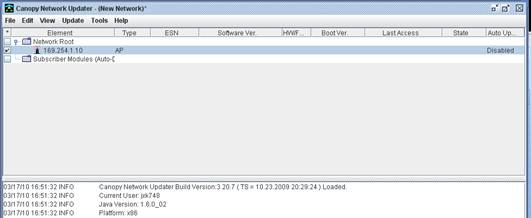 Canopy Network Updater - (New Network)*
File Edit View Update Tools Help
* Element Type ESN Software Ver. HW/F... Boot Ver. Last Access State Auto Up...
Network Root
169.254.1.10 AP Disabled
Subscriber Modules (Auto-D
03/17/10 16:51:32 INFO Canopy Network Updater Build Version:3.20.7 ( TS = 10.23.2009 20:29:24 ) Loaded.
03/17/10 16:51:32 INFO Current User: jxk748
03/17/10 16:51:32 INFO Java Version: 1.6.0_02
03/17/10 16:51:32 INFO Platform: x86